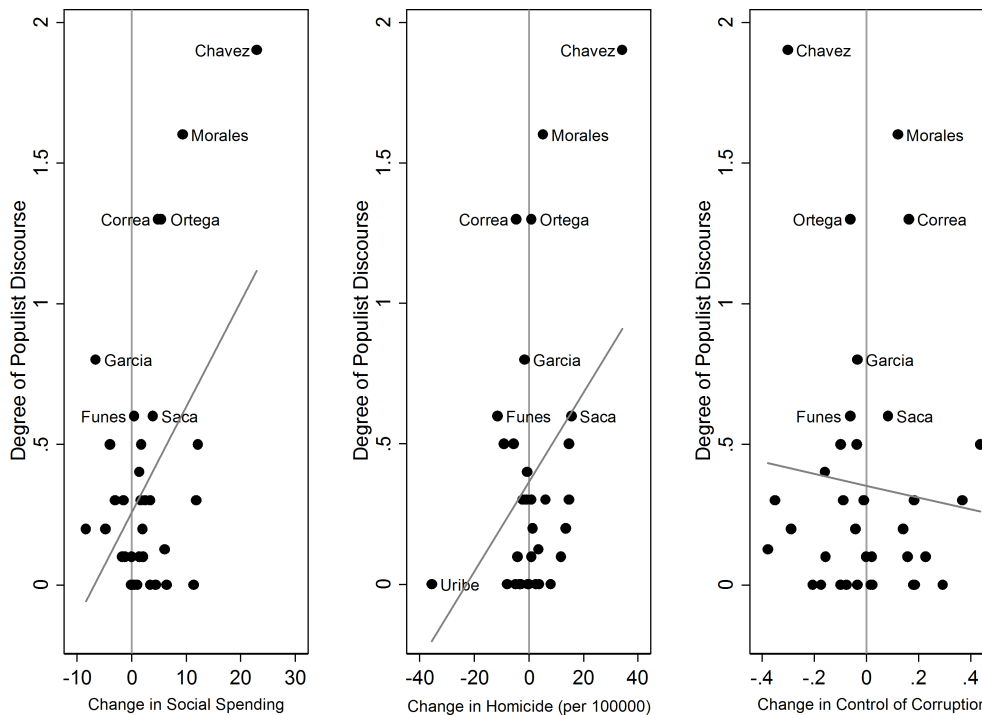 Degree of Populist Discourse
2
1.5
1
.5
0
Chavez
Morales
Correa
Ortega
Garcia
Funes
Saca
-10
0
10
20
30
Change in Social Spending
Degree of Populist Discourse
2
1.5
1
.5
0
Chavez
Morales
Correa
Ortega
Garcia
Funes
Saca
Uribe
-40
-20
0
20
40
Change in Homicide (per 100000)
Degree of Populist Discourse
2
1.5
1
.5
0
Chavez
Morales
Ortega
Correa
Garcia
Funes
Saca
-.4
-.2
0
.2
.4
Change in Control of Corruption